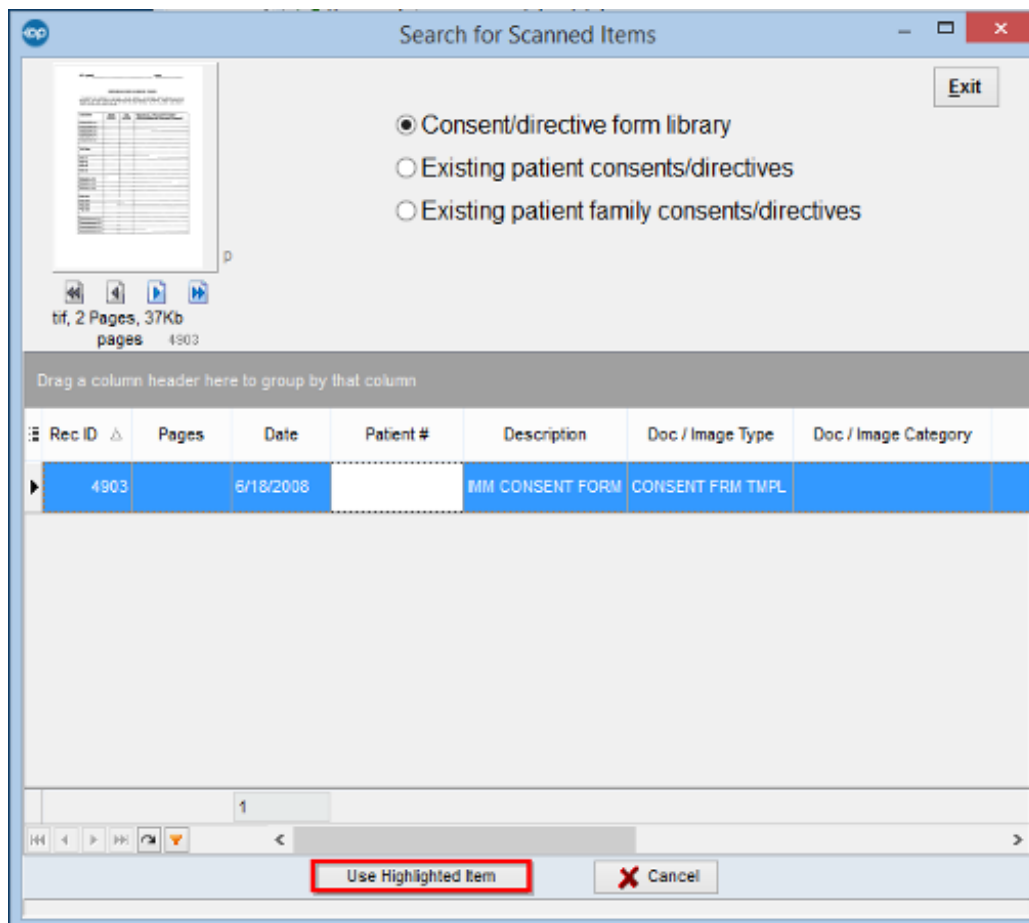 op
Search for Scanned Items
Exit
Consent/directive form library
Existing patient consents/directives
Existing patient family consents/directives
p
tif, 2 Pages, 37Kb
pages 4903
Drag a column header here to group by that column
Rec ID Pages Date Patient # Description Doc / Image Type Doc / Image Category
4903 6/18/2008 IMM CONSENT FORM CONSENT FRM TMPL
1
Use Highlighted Item Cancel